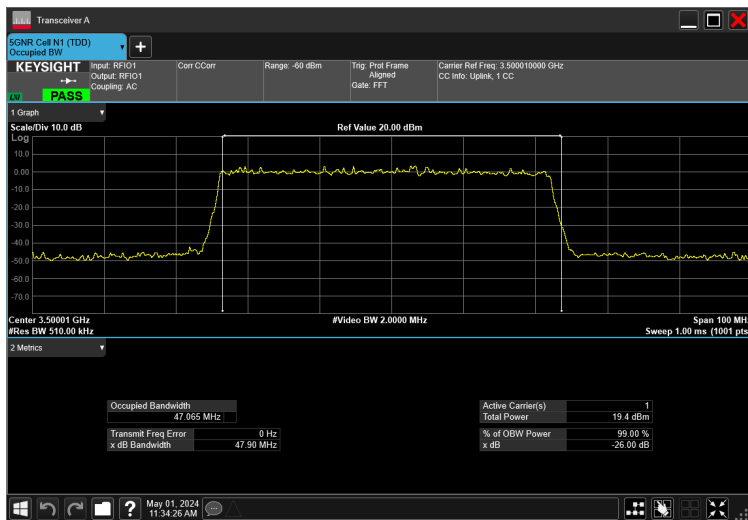 Transceiver A
5GNR Cell N1 (TDD)
Occupied BW
+
KEYSIGHT
LXI
PASS
Input: RFIO1
Output: RFIO1
Coupling: AC
Corr CCorr
Range: -60 dBm
Trig: Prot Frame
Aligned
Gate: FFT
Carrier Ref Freq: 3.500010000 GHz
CC Info: Uplink, 1 CC
1 Graph
Scale/Div 10.0 dB
Ref Value 20.00 dBm
Log
10.0
0.00
-10.0
-20.0
-30.0
-40.0
-50.0
-60.0
-70.0
Center 3.50001 GHz
#Video BW 2.0000 MHz
Span 100 MH
#Res BW 510.00 kHz
Sweep 1.00 ms (1001 pts
2 Metrics
Occupied Bandwidth
47.065 MHz
Transmit Freq Error 0 Hz
x dB Bandwidth 47.90 MHz
Active Carrier(s) 1
Total Power 19.4 dBm
% of OBW Power 99.00 %
x dB -26.00 dB
?
May 01, 2024
11:34:26 AM